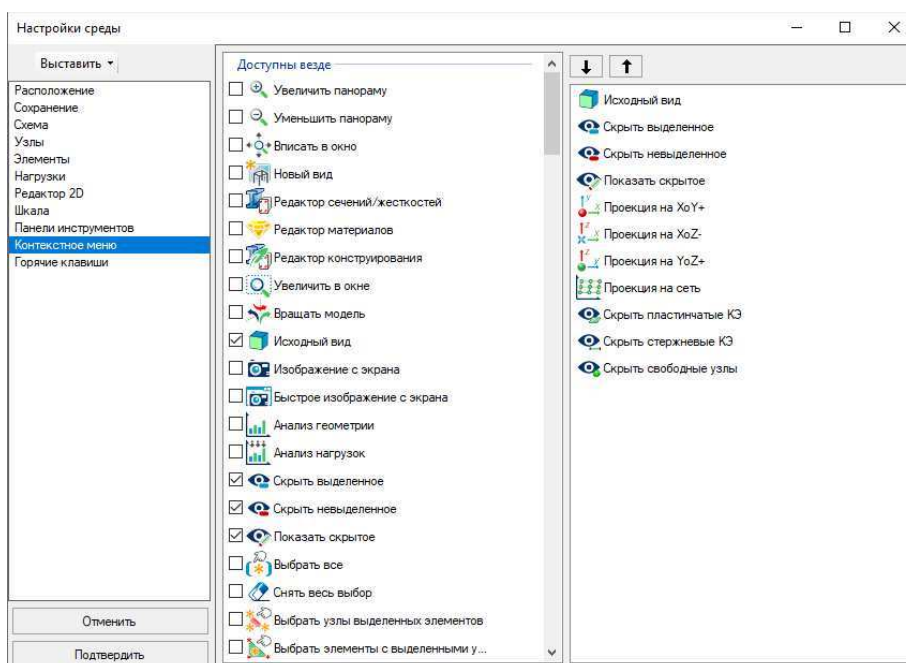 Настройки среды
Выставить
Расположение
Сохранение
Схема
Узлы
Элементы
Нагрузки
Редактор 2D
Шкала
Панели инструментов
Контекстное меню
Горячие клавиши
Отменить
Подтвердить
Доступны везде
Увеличить панораму
Уменьшить панораму
Вписать в окно
Новый вид
Редактор сечений/жесткостей
Редактор материалов
Редактор конструирования
Увеличить в окне
Вращать модель
Исходный вид
Изображение с экрана
Быстрое изображение с экрана
Анализ геометрии
Анализ нагрузок
Скрыть выделенное
Скрыть невыделенное
Показать скрытое
Выбрать все
Снять весь выбор
Выбрать узлы выделенных элементов
Выбрать элементы с выделенными у...
Исходный вид
Скрыть выделенное
Скрыть невыделенное
Показать скрытое
Проекция на XoY+
Проекция на XoZ-
Проекция на YoZ+
Проекция на сеть
Скрыть пластинчатые КЭ
Скрыть стержневые КЭ
Скрыть свободные узлы